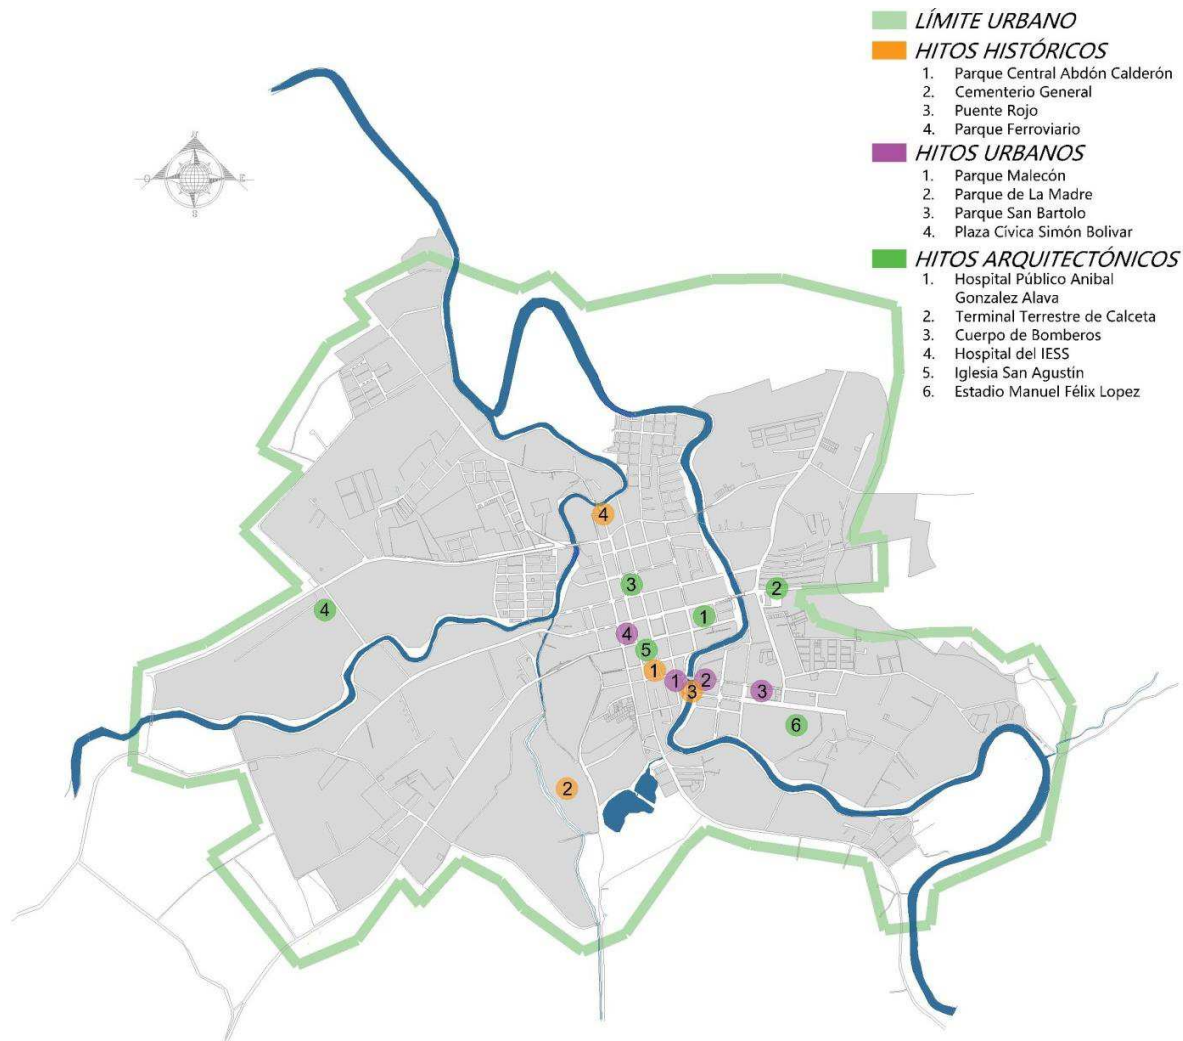 LÍMITE URBANO
HITOS HISTÓRICOS
1. Parque Central Abdón Calderón
2. Cementerio General
3. Puente Rojo
4. Parque Ferroviario
HITOS URBANOS
1. Parque Malecón
2. Parque de La Madre
3. Parque San Bartolo
4. Plaza Cívica Simón Bolivar
HITOS ARQUITECTÓNICOS
1. Hospital Público Anibal
Gonzalez Alava
2. Terminal Terrestre de Calceta
3. Cuerpo de Bomberos
4. Hospital del IESS
5. Iglesia San Agustín
6. Estadio Manuel Félix Lopez
N
O E
S
4
3
2
4
1
4
5
1
1
2
3
3
6
2